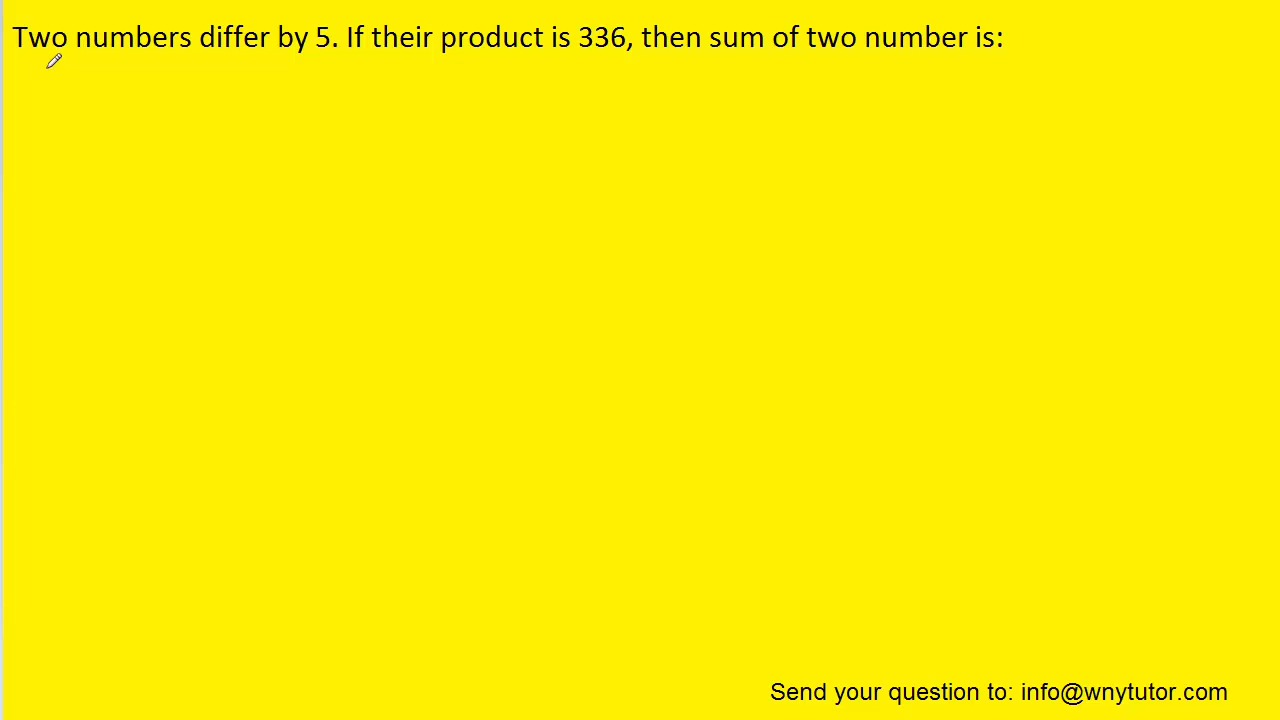 Two numbers differ by 5. If their product is 336, then sum of two number is:
Send your question to: info@wnytutor.com